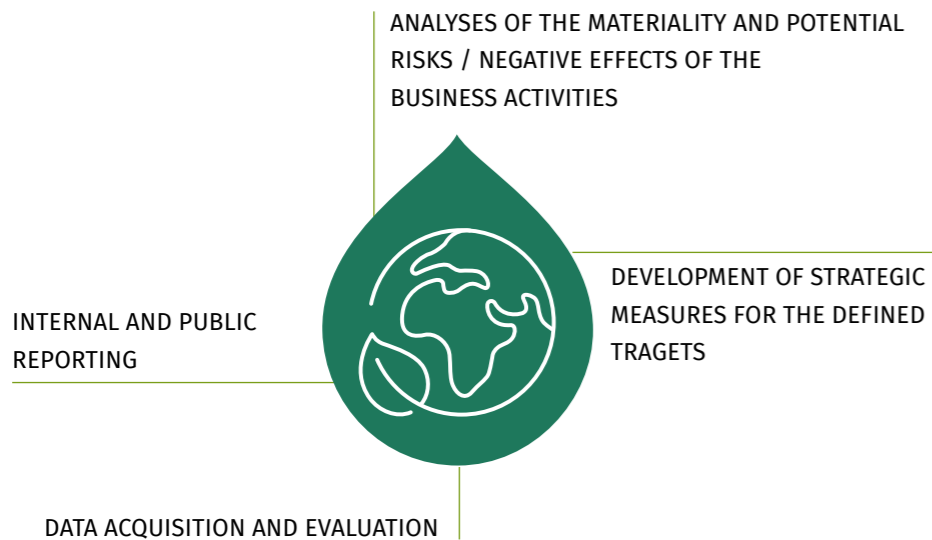 ANALYSES OF THE MATERIALITY AND POTENTIAL
RISKS / NEGATIVE EFFECTS OF THE
BUSINESS ACTIVITIES
DEVELOPMENT OF STRATEGIC
MEASURES FOR THE DEFINED
TRAGETS
INTERNAL AND PUBLIC
REPORTING
DATA ACQUISITION AND EVALUATION